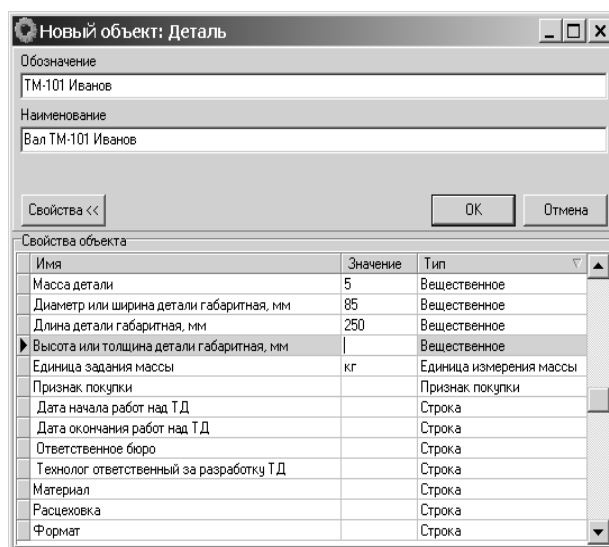 Новый объект: Деталь
Обозначение
ТМ-101 Иванов
Наименование
Вал ТМ-101 Иванов
Свойства << ОК Отмена
Свойства объекта
Имя Значение Тип
Масса детали 5 Вещественное
Диаметр или ширина детали габаритная, мм 85 Вещественное
Длина детали габаритная, мм 250 Вещественное
Высота или толщина детали габаритная, мм Вещественное
Единица задания массы кг Единица измерения массы
Признак покупки Признак покупки
Дата начала работ над ТД Строка
Дата окончания работ над ТД Строка
Ответственное бюро Строка
Технолог ответственный за разработку ТД Строка
Материал Строка
Расцеховка Строка
Формат Строка